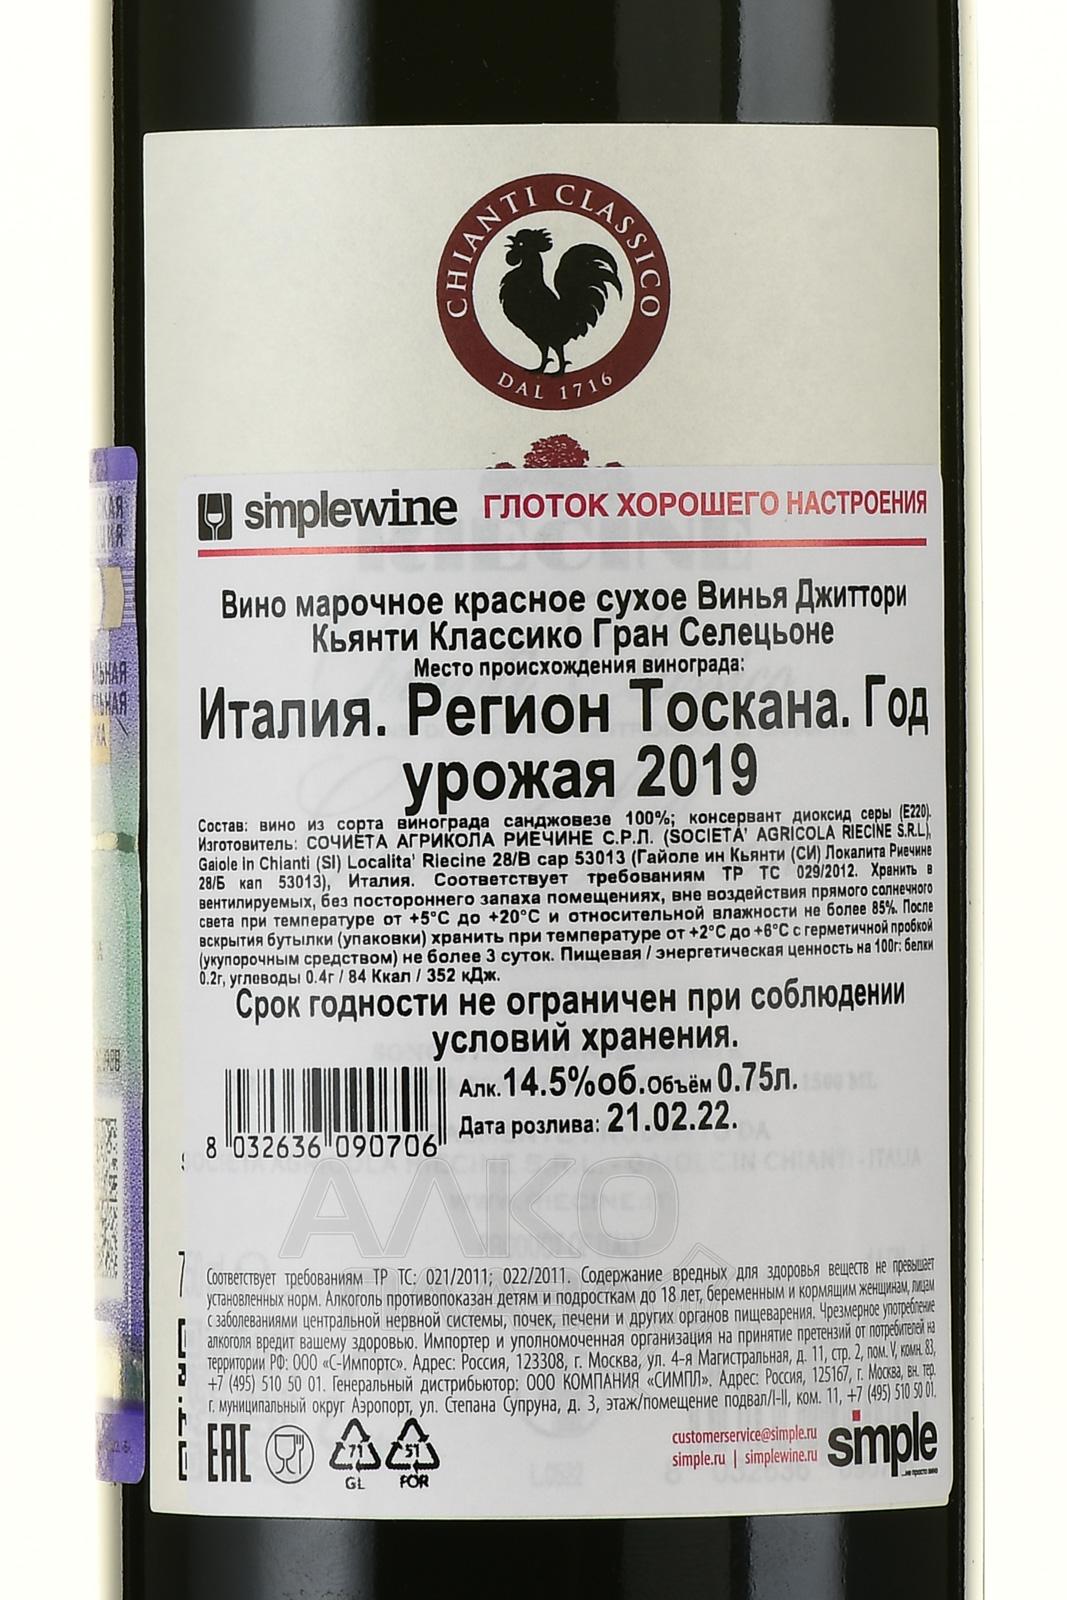 CHIANTI CLASSICO
DAL 1716
simplewine ГЛОТОК ХОРОШЕГО НАСТРОЕНИЯ
Вино марочное красное сухое Винья Джиттори
Кьянти Классико Гран Селецьоне
Место происхождения винограда:
Италия. Регион Тоскана. Год
урожая 2019
Состав: вино из сорта винограда санджовезе 100%; консервант диоксид серы (Е220).
Изготовитель: СОЧИЕТА АГРИКОЛА РИЕЧИНЕ С.Р.Л. (SOCIETA' AGRICOLA RIECINE S.R.L),
Gaiole in Chianti (SI) Localita' Riecine 28/B cap 53013 (Гайоле ин Кьянти (СИ) Локалита Риечине
28/Б кап 53013), Италия. Соответствует требованиям ТР ТС 029/2012. Хранить в
вентилируемых, без постороннего запаха помещениях, вне воздействия прямого солнечного
света при температуре от +5°C до +20°C и относительной влажности не более 85%. После
вскрытия бутылки (упаковки) хранить при температуре от +2°C до +6°C с герметичной пробкой
(укупорочным средством) не более 3 суток. Пищевая / энергетическая ценность на 100г: белки
0.2г, углеводы 0.4г / 84 Ккал / 352 кДж.
Срок годности не ограничен при соблюдении
условий хранения.
Алк. 14.5%об. Объём 0.75л.
Дата розлива: 21.02.22.
8 032636 090706
АЛКО
Соответствует требованиям ТР ТС: 021/2011; 022/2011. Содержание вредных для здоровья веществ не превышает
установленных норм. Алкоголь противопоказан детям и подросткам до 18 лет, беременным и кормящим женщинам, лицам
с заболеваниями центральной нервной системы, почек, печени и других органов пищеварения. Чрезмерное употребление
алкоголя вредит вашему здоровью. Импортер и уполномоченная организация на принятие претензий от потребителей на
территории РФ: ООО «С-Импортс». Адрес: Россия, 123308, г. Москва, ул. 4-я Магистральная, д. 11, стр. 2, пом. V, комн. 83,
+7 (495) 510 50 01. Генеральный дистрибьютор: ООО КОМПАНИЯ «СИМПЛ». Адрес: Россия, 125167, г. Москва, вн. тер.
г. муниципальный округ Аэропорт, ул. Степана Супруна, д. 3, этаж/помещение подвал/I-II, ком. 11, +7 (495) 510 50 01.
EAC 71 GL 51 FOR
customerservice@simple.ru
simple.ru | simplewine.ru
simple
...не просто вино